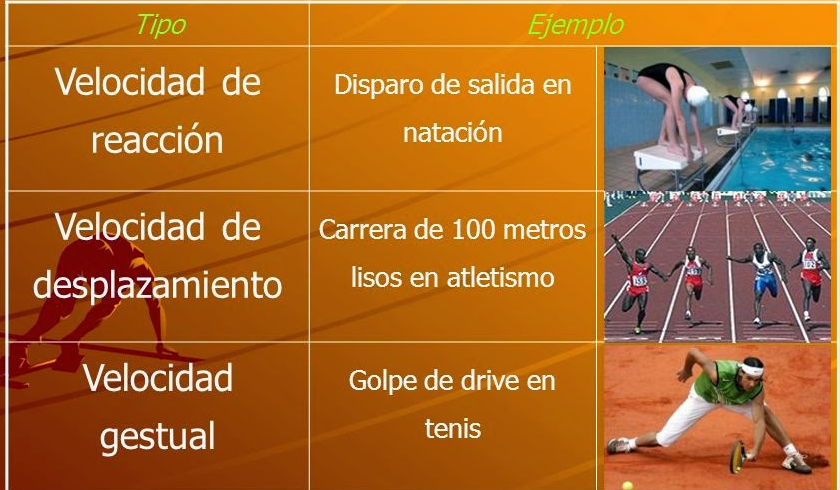 Tipo
Ejemplo
Velocidad de
reacción
Disparo de salida en
natación
Velocidad de
desplazamiento
Carrera de 100 metros
lisos en atletismo
Velocidad
gestual
Golpe de drive en
tenis